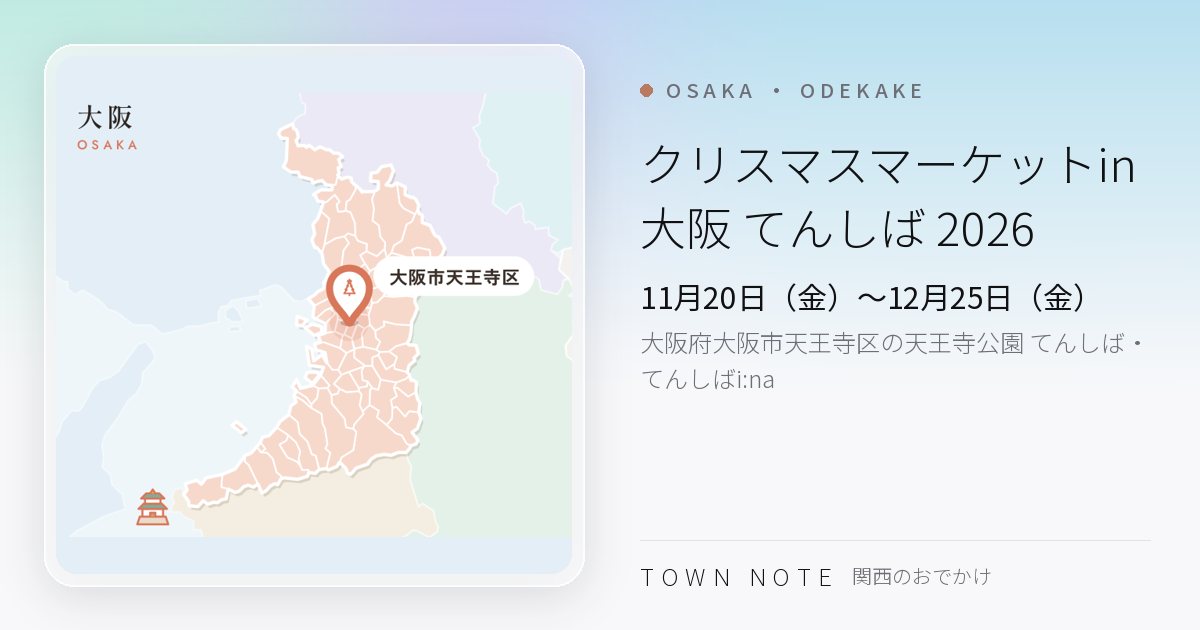 大阪
OSAKA
大阪市天王寺区
OSAKA・ODEKAKE
クリスマスマーケットin
大阪 てんしば 2026
11月20日（金）〜12月25日（金）
大阪府大阪市天王寺区の天王寺公園 てんしば・
てんしばi:na
TOWN NOTE 関西のおでかけ